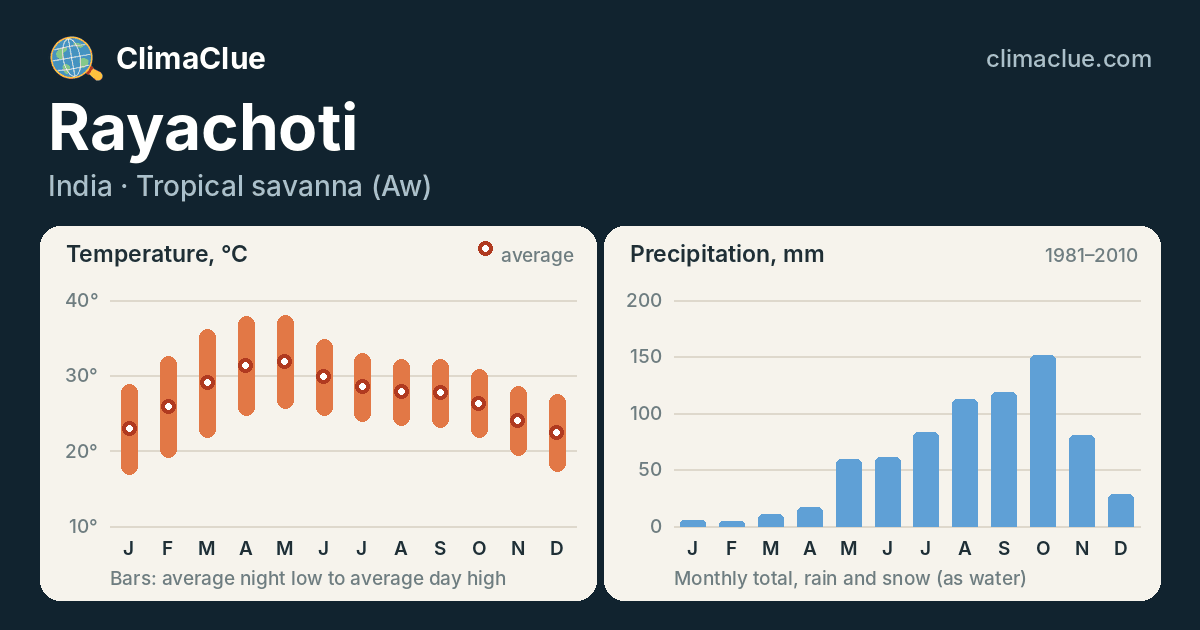 ClimaClue
climaclue.com
Rayachoti
India · Tropical savanna (Aw)
Temperature, °C
average
40°
30°
20°
10°
J F M A M J J A S O N D
Bars: average night low to average day high
Precipitation, mm
1981–2010
200
150
100
50
0
J F M A M J J A S O N D
Monthly total, rain and snow (as water)